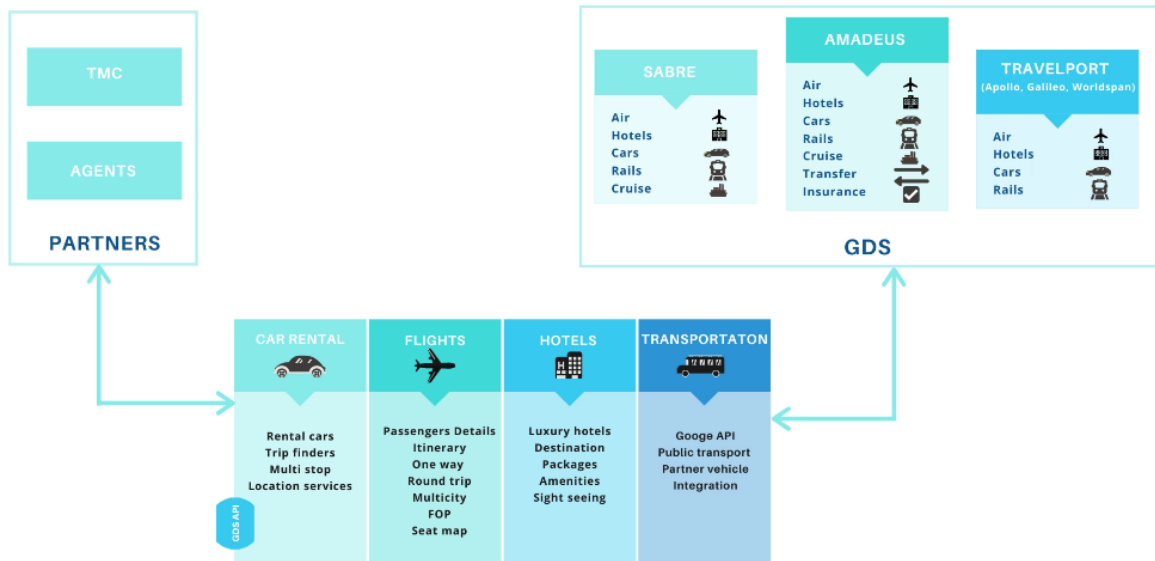 TMC
AGENTS
PARTNERS
SABRE
Air
Hotels
Cars
Rails
Cruise
AMADEUS
Air
Hotels
Cars
Rails
Cruise
Transfer
Insurance
TRAVELPORT
(Apollo, Galileo, Worldspan)
Air
Hotels
Cars
Rails
GDS
CAR RENTAL
Rental cars
Trip finders
Multi stop
Location services
GDS API
FLIGHTS
Passengers Details
Itinerary
One way
Round trip
Multicity
FOP
Seat map
HOTELS
H
Luxury hotels
Destination
Packages
Amenities
Sight seeing
TRANSPORTATON
Googe API
Public transport
Partner vehicle
Integration